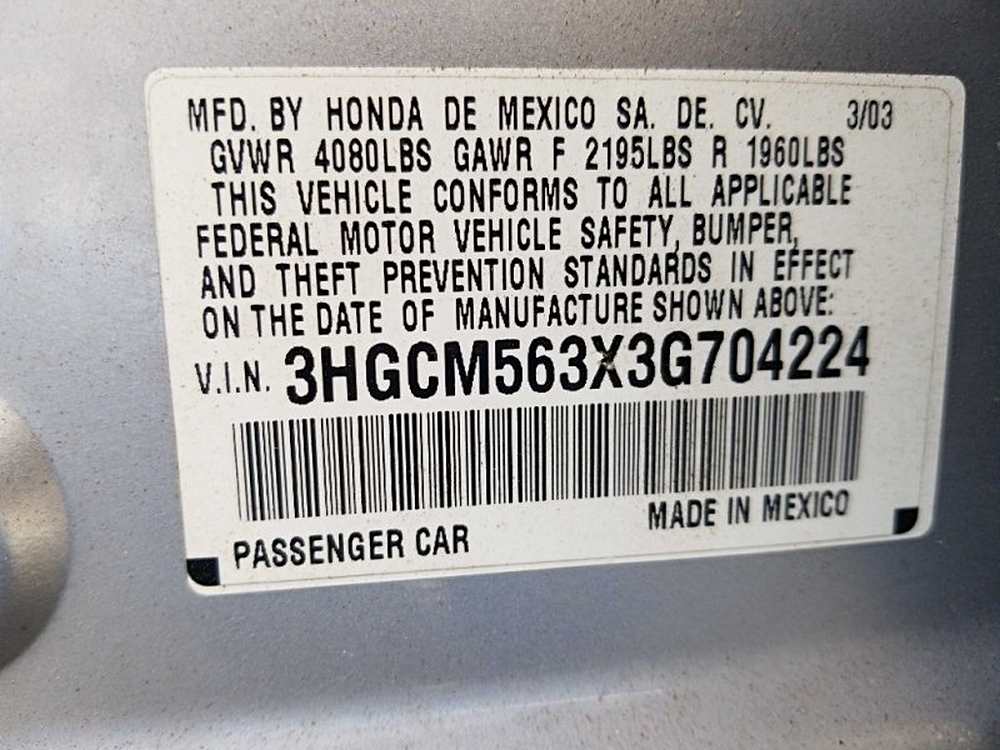 MFD. BY HONDA DE MEXICO SA. DE. CV. 3/03
GVWR 4080LBS GAWR F 2195LBS R 1960LBS
THIS VEHICLE CONFORMS TO ALL APPLICABLE
FEDERAL MOTOR VEHICLE SAFETY, BUMPER,
AND THEFT PREVENTION STANDARDS IN EFFECT
ON THE DATE OF MANUFACTURE SHOWN ABOVE:
V.I.N. 3HGCM563X3G704224
PASSENGER CAR MADE IN MEXICO